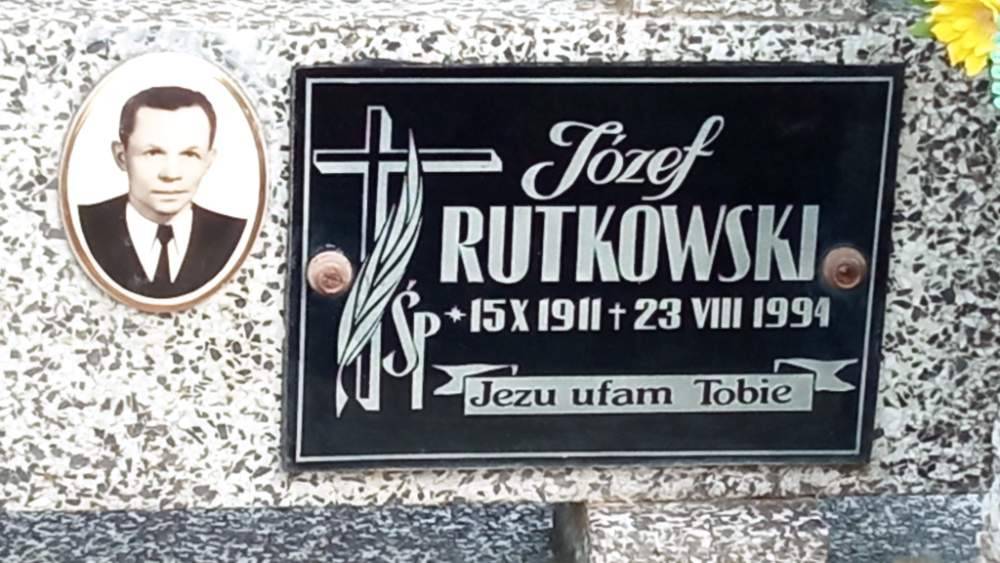 Józef
RUTKOWSKI
Śp * 15 X 1911 † 23 VIII 1994
Jezu ufam Tobie